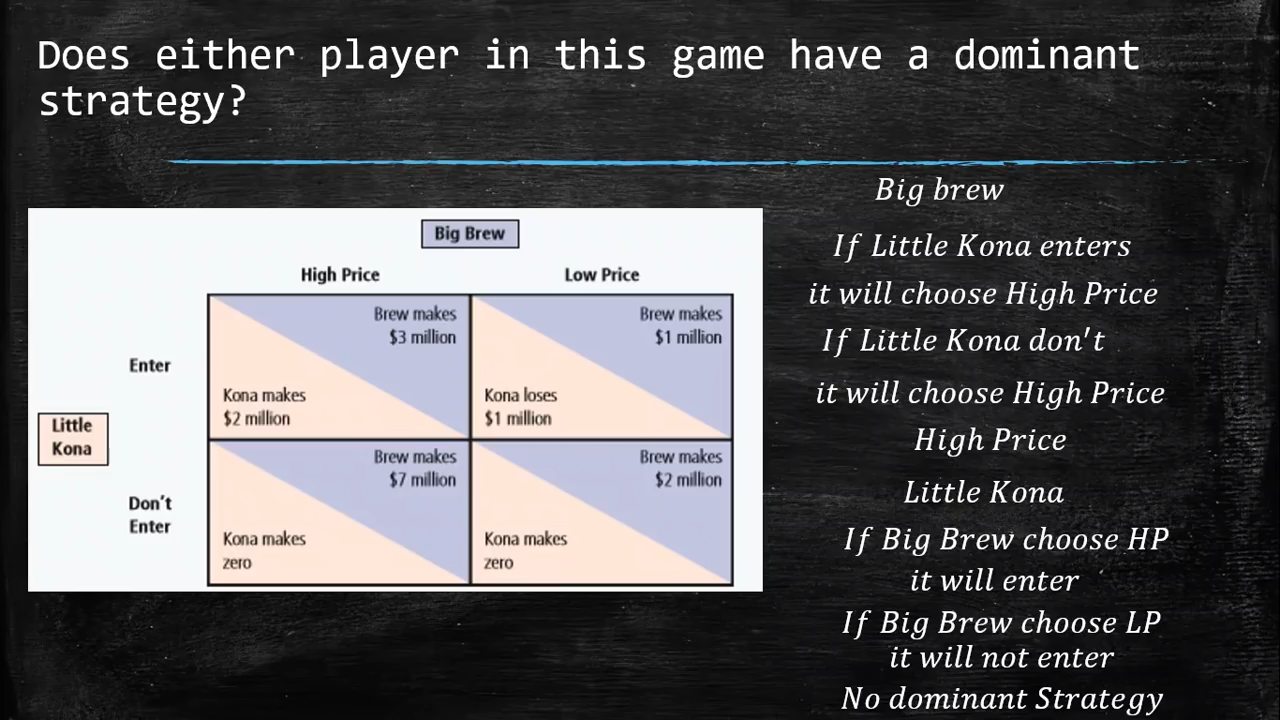 Does either player in this game have a dominant
strategy?
Big Brew
High Price
Low Price
Enter
Brew makes
$3 million
Kona makes
$2 million
Brew makes
$1 million
Kona loses
$1 million
Little
Kona
Don't
Enter
Brew makes
$7 million
Kona makes
zero
Brew makes
$2 million
Kona makes
zero
Big brew
If Little Kona enters
it will choose High Price
If Little Kona don't
it will choose High Price
High Price
Little Kona
If Big Brew choose HP
it will enter
If Big Brew choose LP
it will not enter
No dominant Strategy